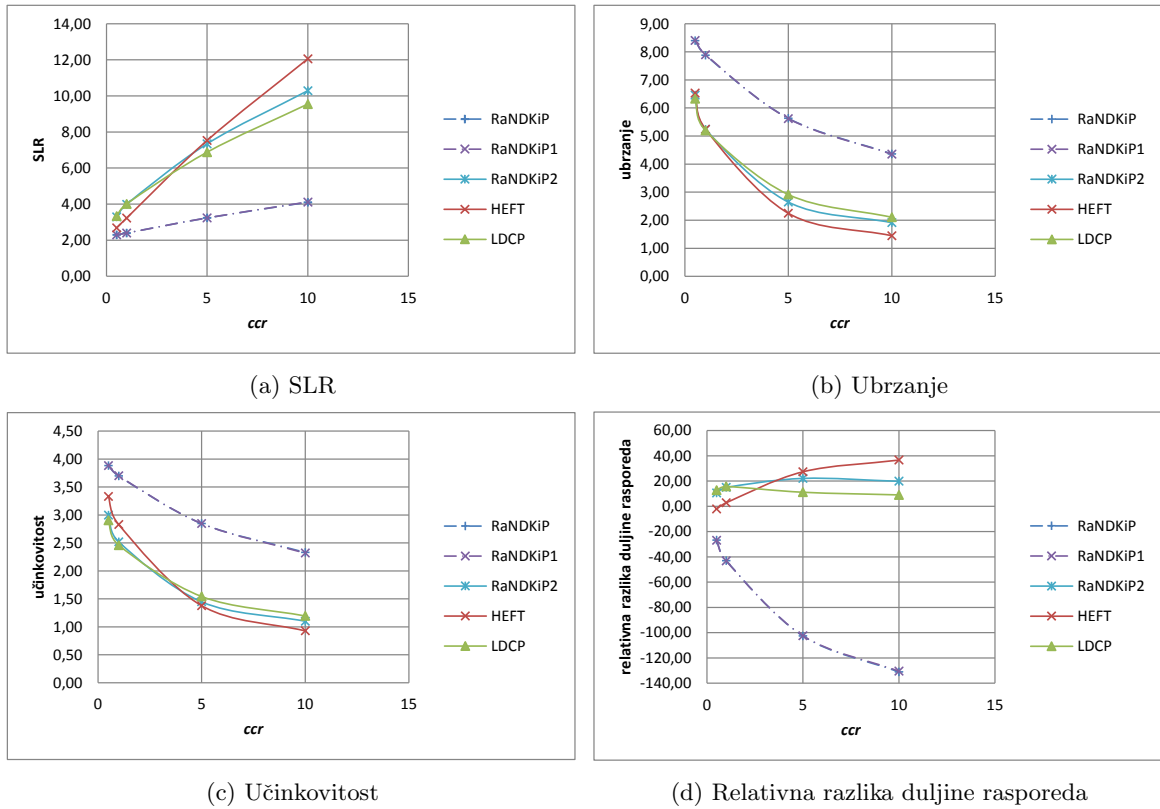 14,00
12,00
10,00
8,00
6,00
4,00
2,00
0,00
SLR
0
5
10
15
ccr
RaNDKiP
RaNDKiP1
RaNDKiP2
HEFT
LDCP
(a) SLR
9,00
8,00
7,00
6,00
5,00
4,00
3,00
2,00
1,00
0,00
ubrzanje
0
5
10
15
ccr
RaNDKiP
RaNDKiP1
RaNDKiP2
HEFT
LDCP
(b) Ubrzanje
4,50
4,00
3,50
3,00
2,50
2,00
1,50
1,00
0,50
0,00
učinkovitost
0
5
10
15
ccr
RaNDKiP
RaNDKiP1
RaNDKiP2
HEFT
LDCP
(c) Učinkovitost
60,00
40,00
20,00
0,00
-20,00
-40,00
-60,00
-80,00
-100,00
-120,00
-140,00
relativna razlika duljine rasporeda
0
5
10
15
ccr
RaNDKiP
RaNDKiP1
RaNDKiP2
HEFT
LDCP
(d) Relativna razlika duljine rasporeda